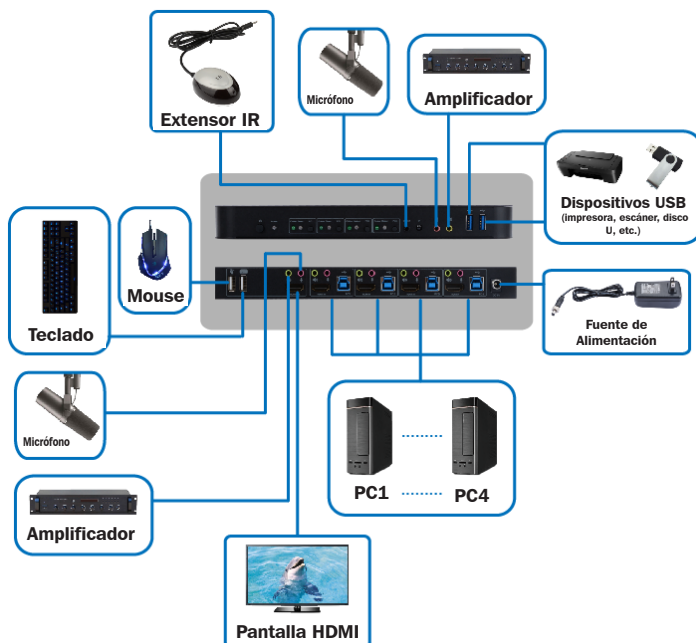 Extensor IR
Micrófono
Amplificador
Dispositivos USB
(impresora, escáner, disco
U, etc.)
Teclado
Mouse
Fuente de
Alimentación
Micrófono
PC1
PC4
Amplificador
Pantalla HDMI